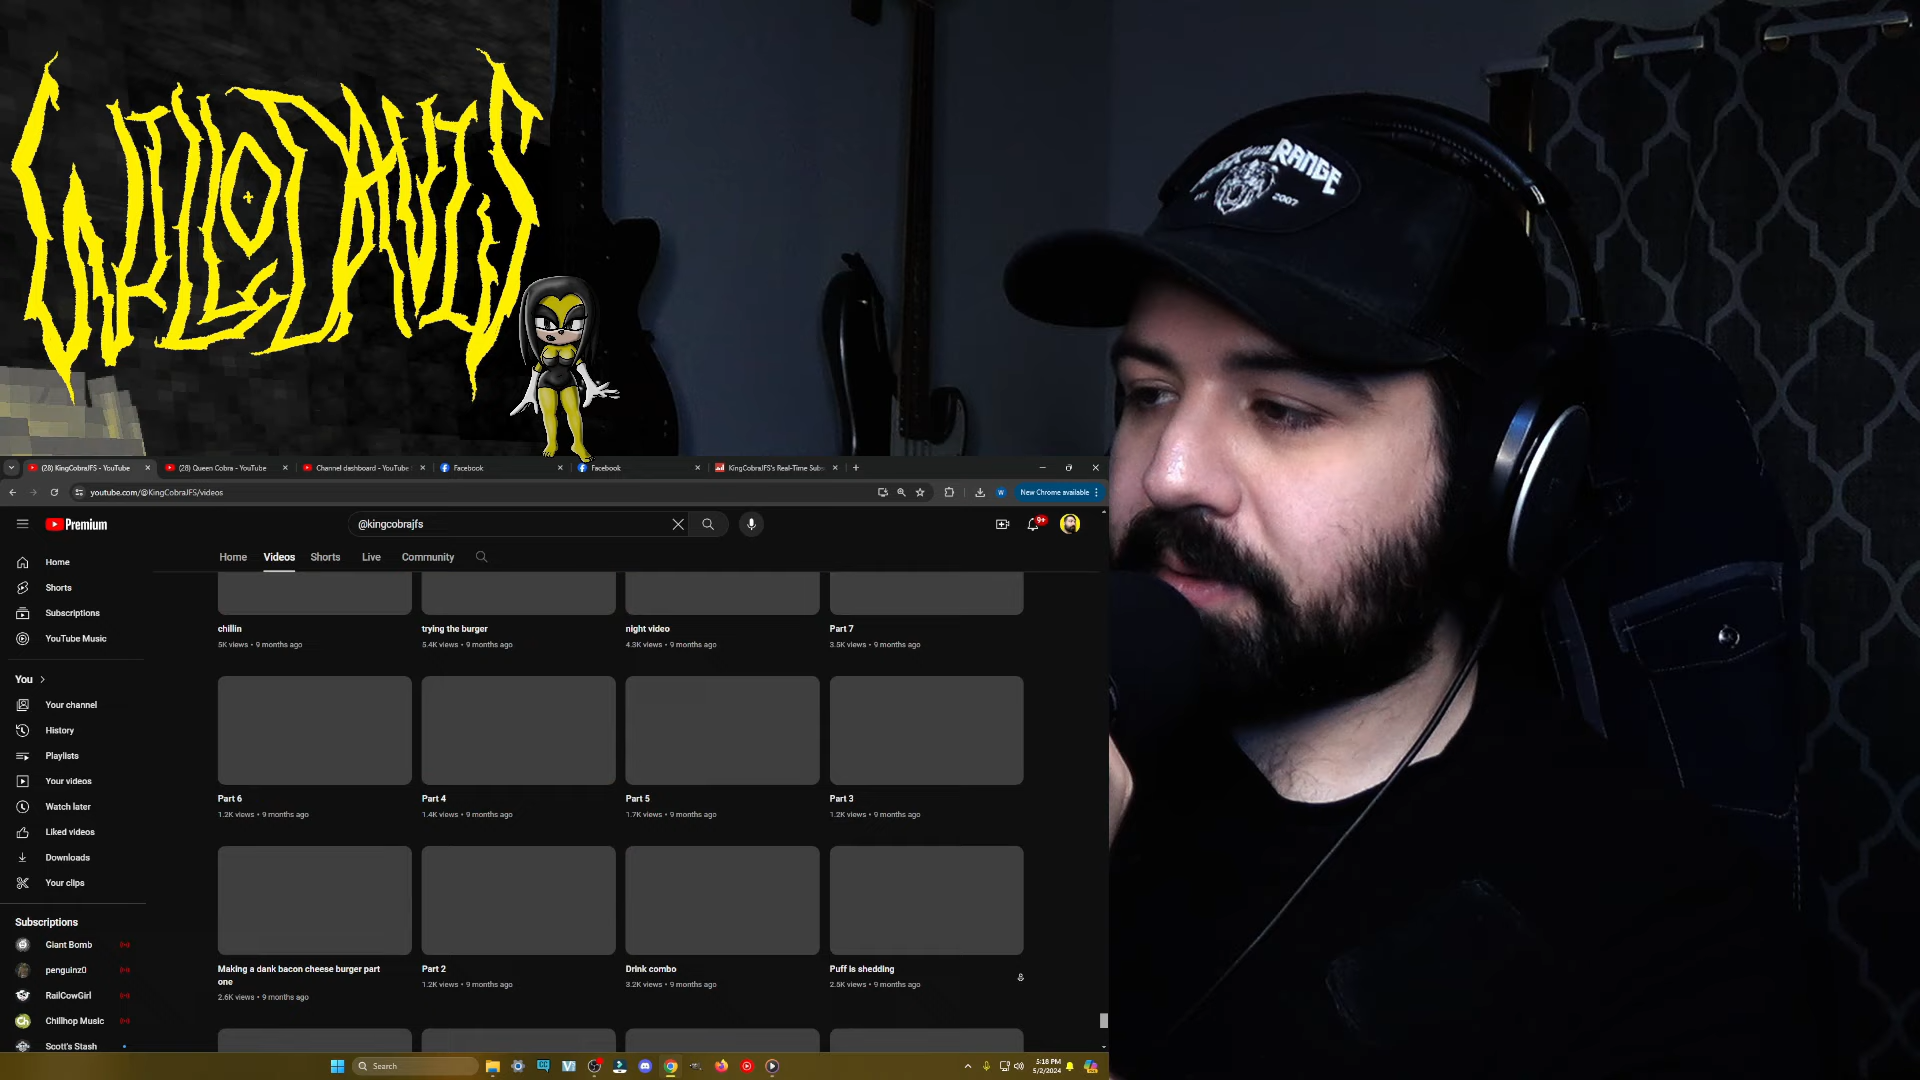 WILL DAVIS
RANGE
2007
(28) KingCobraJFS - YouTube
(28) Queen Cobra - YouTube
Channel dashboard - YouTube
Facebook
Facebook
KingCobraJFS's Real-Time Subs
youtube.com/@KingCobraJFS/videos
New Chrome available
Premium
@kingcobrajfs
9+
Home
Videos
Shorts
Live
Community
Home
Shorts
Subscriptions
YouTube Music
You
Your channel
History
Playlists
Your videos
Watch later
Liked videos
Downloads
Your clips
Subscriptions
Giant Bomb
penguinz0
RailCowGirl
Chillhop Music
Scott's Stash
chillin
5K views • 9 months ago
trying the burger
5.4K views • 9 months ago
night video
4.3K views • 9 months ago
Part 7
3.5K views • 9 months ago
Part 6
1.2K views • 9 months ago
Part 4
1.4K views • 9 months ago
Part 5
1.7K views • 9 months ago
Part 3
1.2K views • 9 months ago
Making a dank bacon cheese burger part
one
2.6K views • 9 months ago
Part 2
1.2K views • 9 months ago
Drink combo
3.2K views • 9 months ago
Puff is shedding
2.5K views • 9 months ago
Search
5:18 PM
5/2/2024